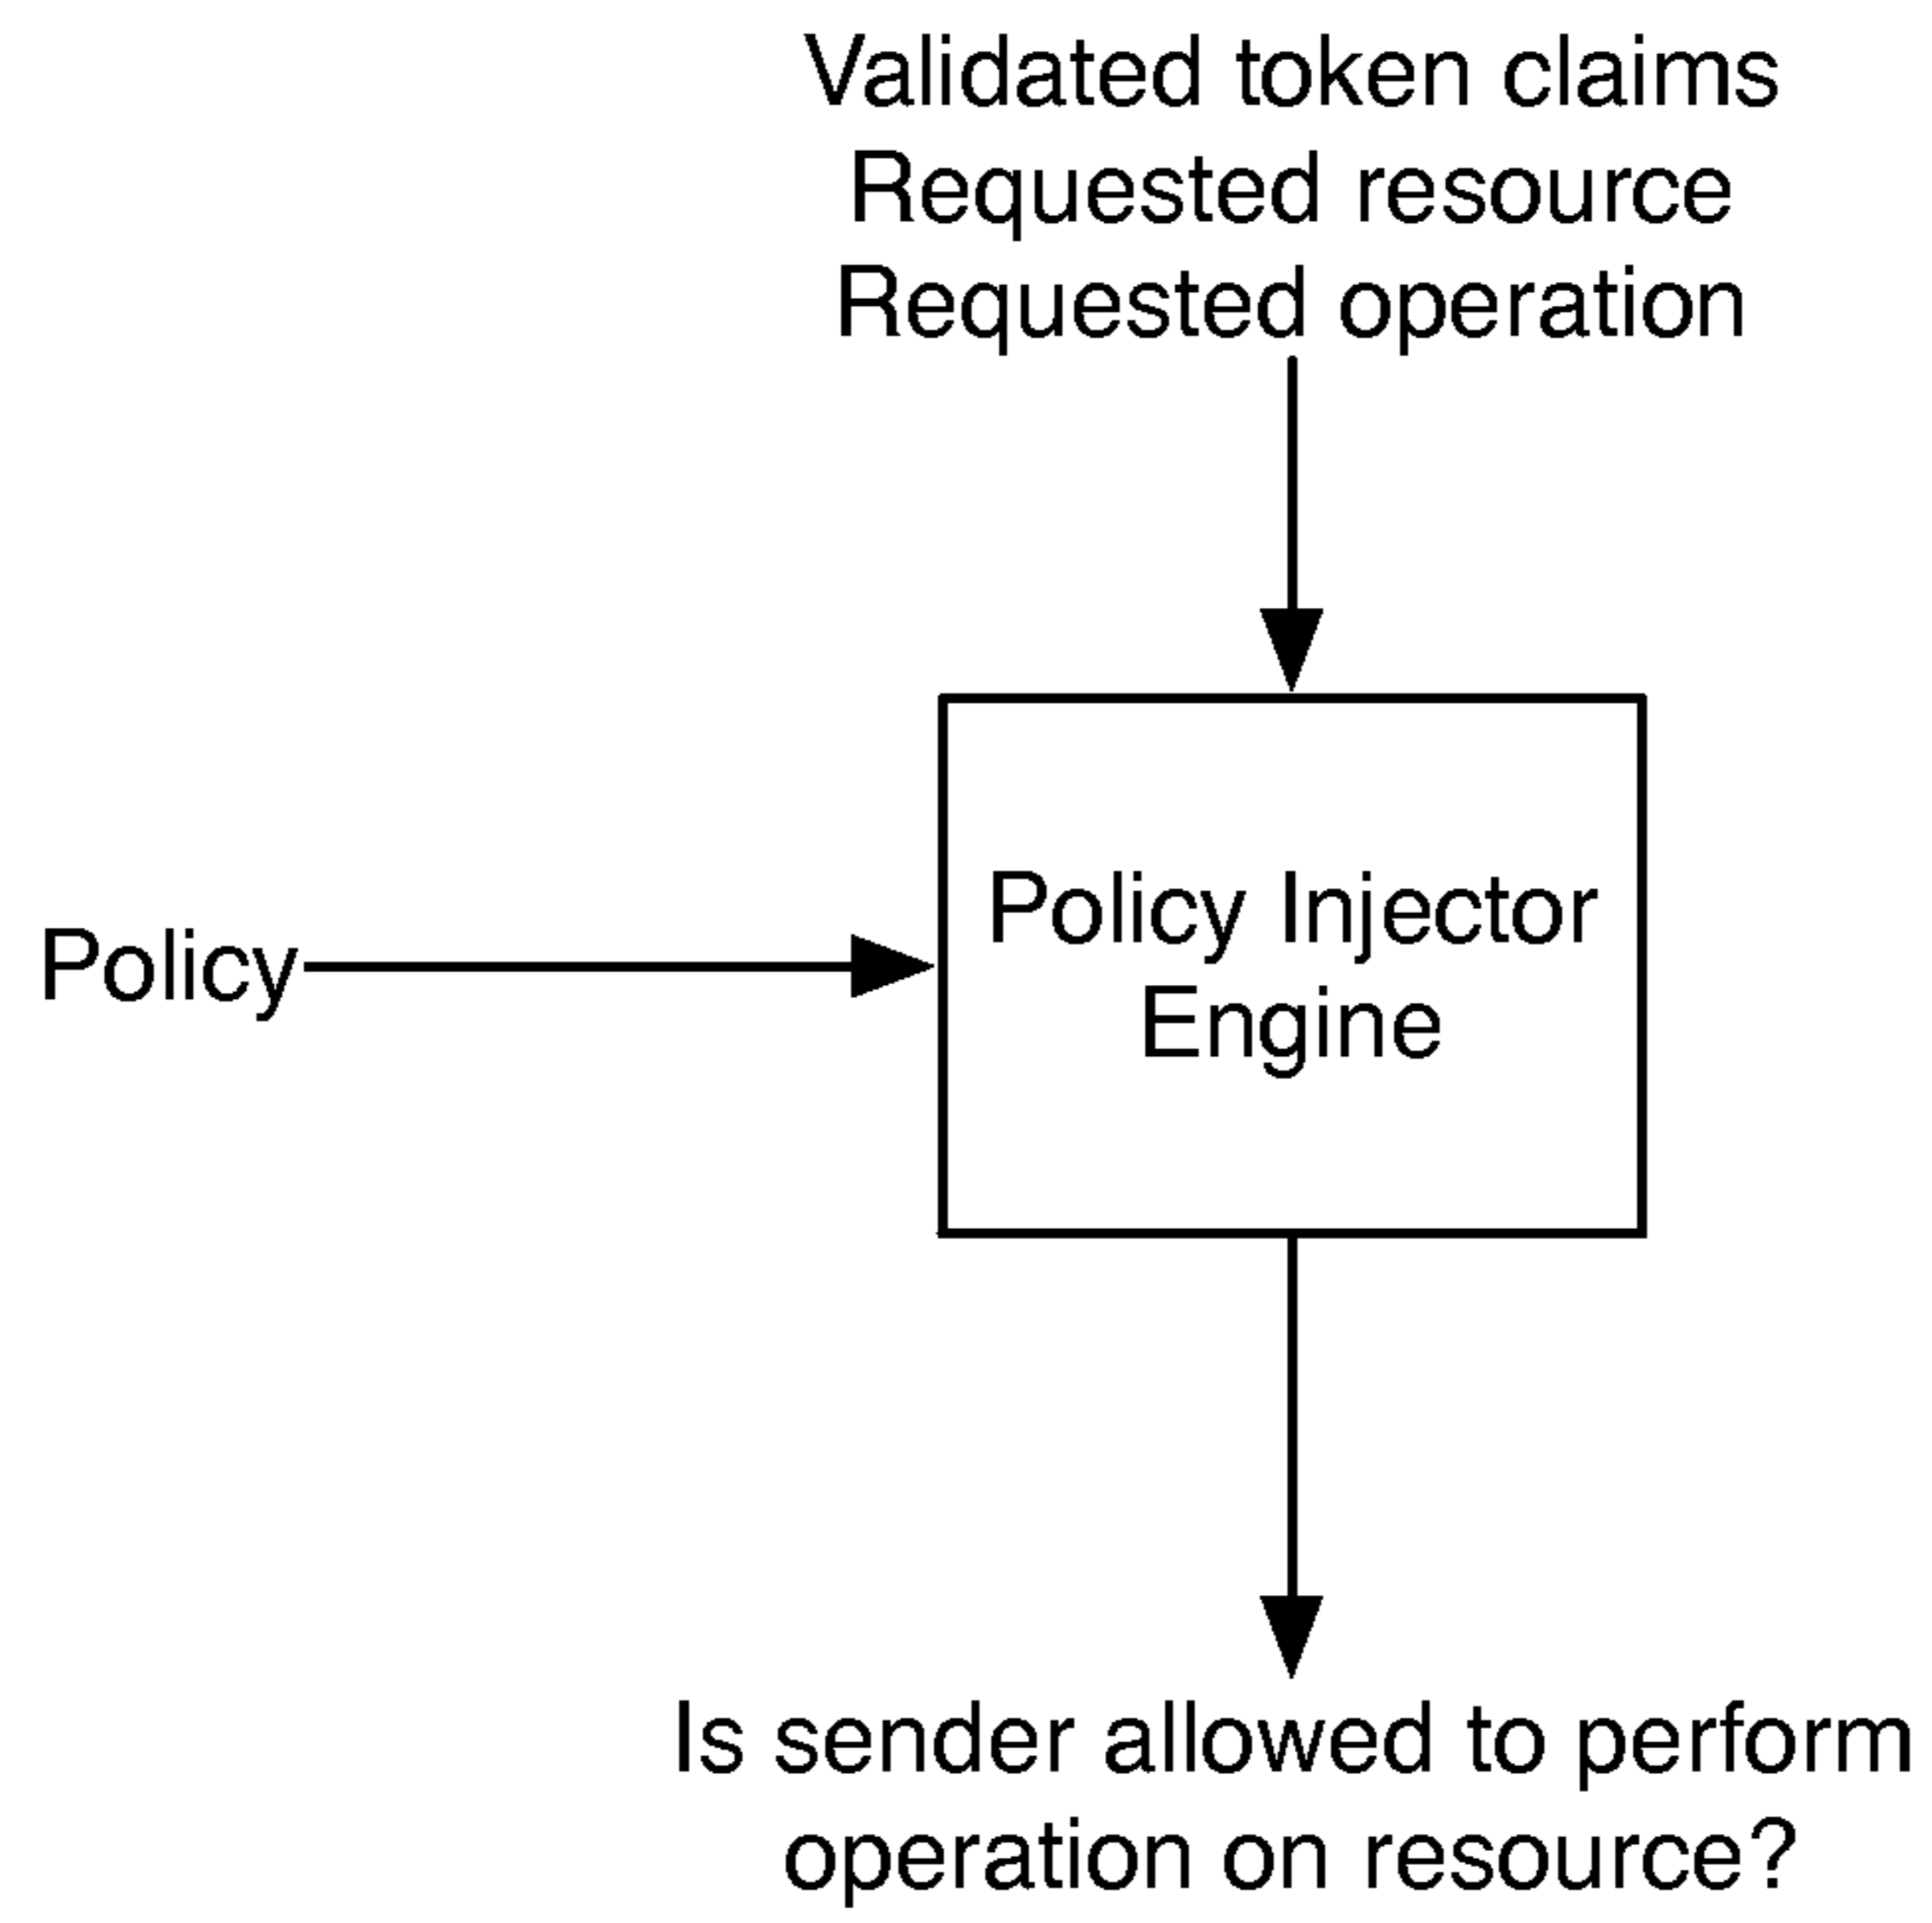 Validated token claims
Requested resource
Requested operation
Policy
Policy Injector
Engine
Is sender allowed to perform
operation on resource?